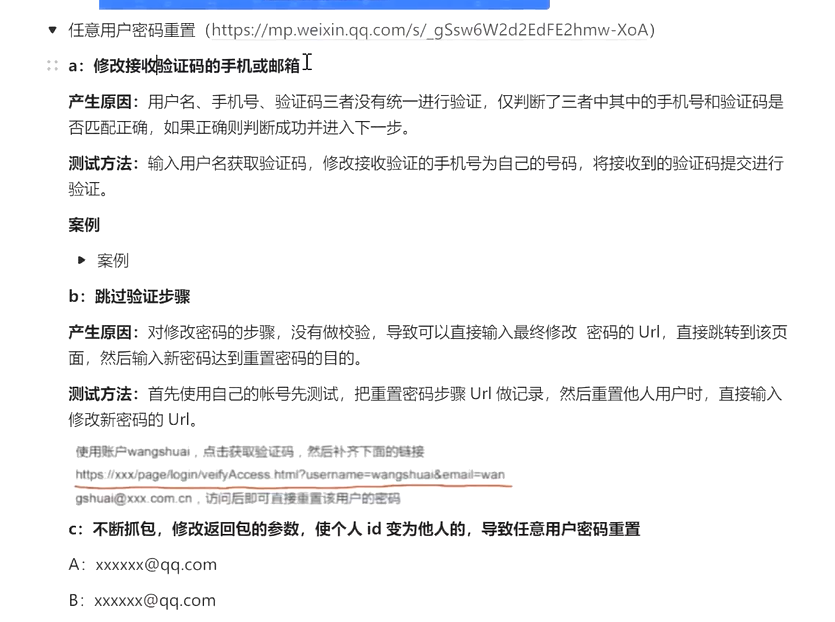 任意用户密码重置（https://mp.weixin.qq.com/s/_gSsw6W2d2EdFE2hmw-XoA）
a：修改接收验证码的手机或邮箱
产生原因：用户名、手机号、验证码三者没有统一进行验证，仅判断了三者中其中的手机号和验证码是
否匹配正确，如果正确则判断成功并进入下一步。
测试方法：输入用户名获取验证码，修改接收验证的手机号为自己的号码，将接收到的验证码提交进行
验证。
案例
案例
b：跳过验证步骤
产生原因：对修改密码的步骤，没有做校验，导致可以直接输入最终修改 密码的 Url，直接跳转到该页
面，然后输入新密码达到重置密码的目的。
测试方法：首先使用自己的帐号先测试，把重置密码步骤 Url 做记录，然后重置他人用户时，直接输入
修改新密码的 Url。
使用账户wangshuai，点击获取验证码，然后补齐下面的链接
https://xxx/page/login/veifyAccess.html?username=wangshuai&email=wan
gshuai@xxx.com.cn，访问后即可直接重置该用户的密码
c：不断抓包，修改返回包的参数，使个人 id 变为他人的，导致任意用户密码重置
A：xxxxxx@qq.com
B：xxxxxx@qq.com